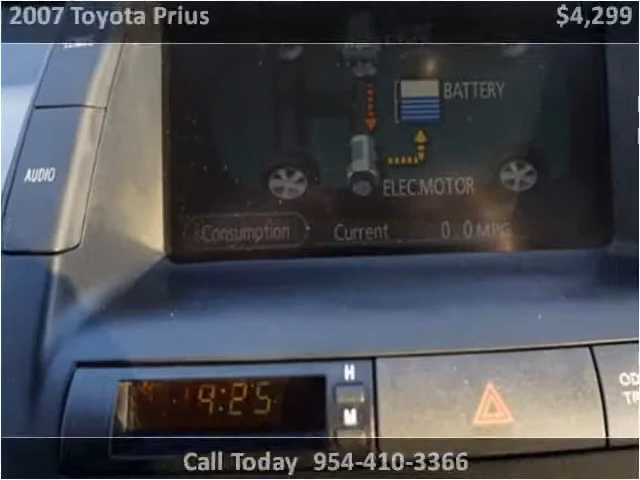 2007 Toyota Prius $4,299
BATTERY
AUDIO
ELEC.MOTOR
Consumption Current 0.0 MPG
H
4:25
M
Call Today 954-410-3366